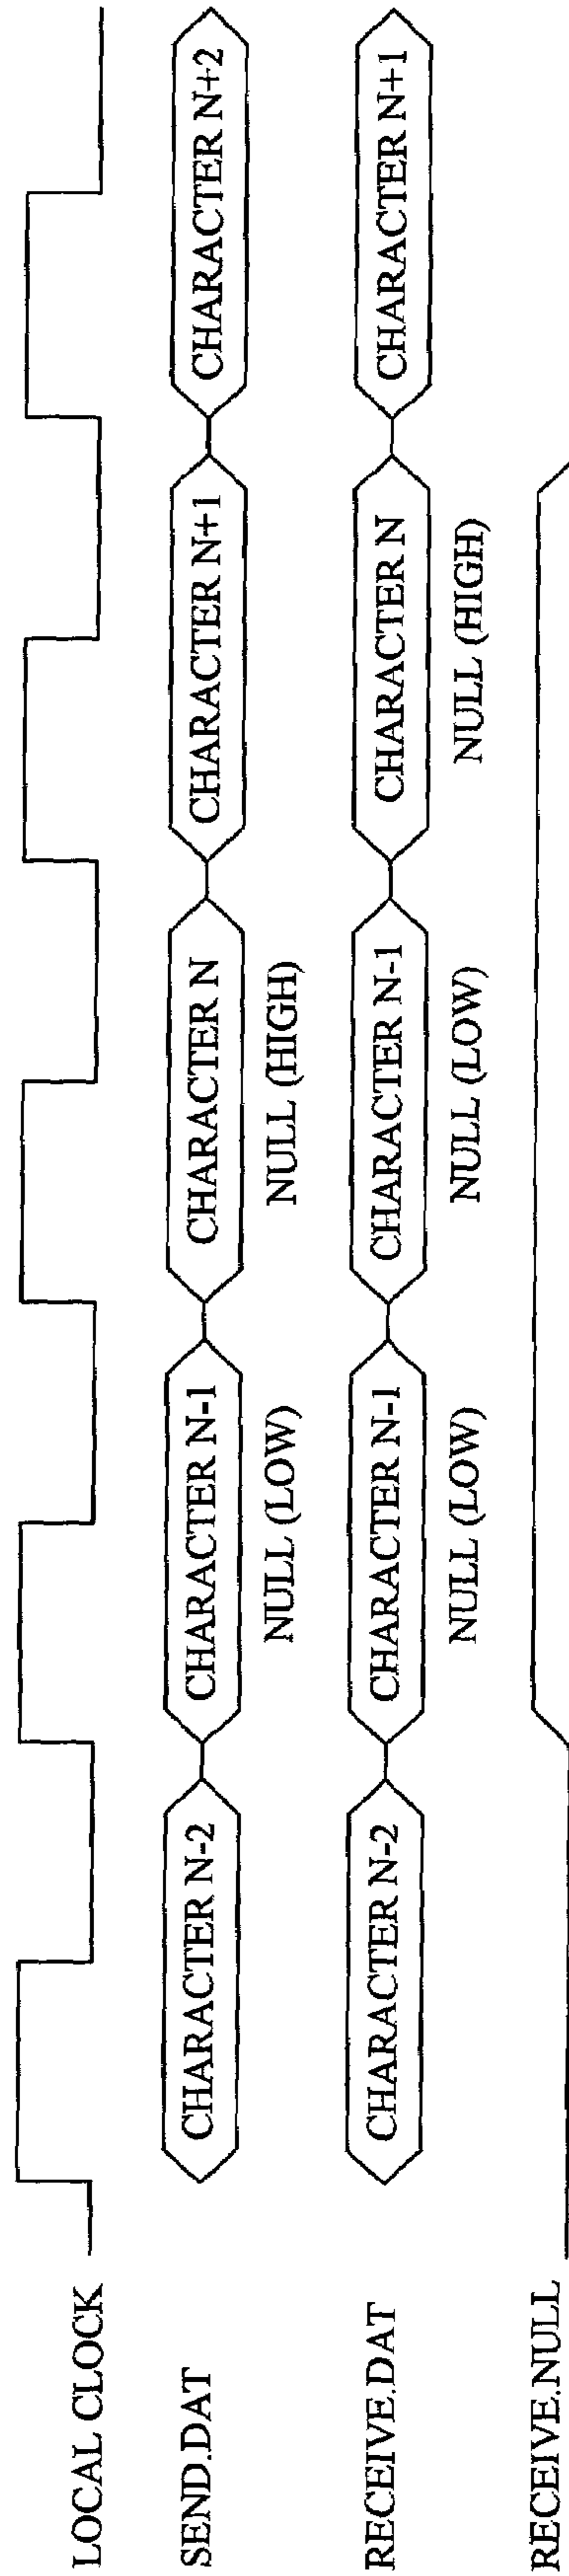 LOCAL CLOCK
SEND.DAT
CHARACTER N-2
CHARACTER N-1
CHARACTER N
CHARACTER N+1
CHARACTER N+2
NULL (LOW)
NULL (HIGH)
RECEIVE.DAT
CHARACTER N-2
CHARACTER N-1
CHARACTER N-1
CHARACTER N
CHARACTER N+1
NULL (LOW)
NULL (LOW)
NULL (HIGH)
RECEIVE.NULL